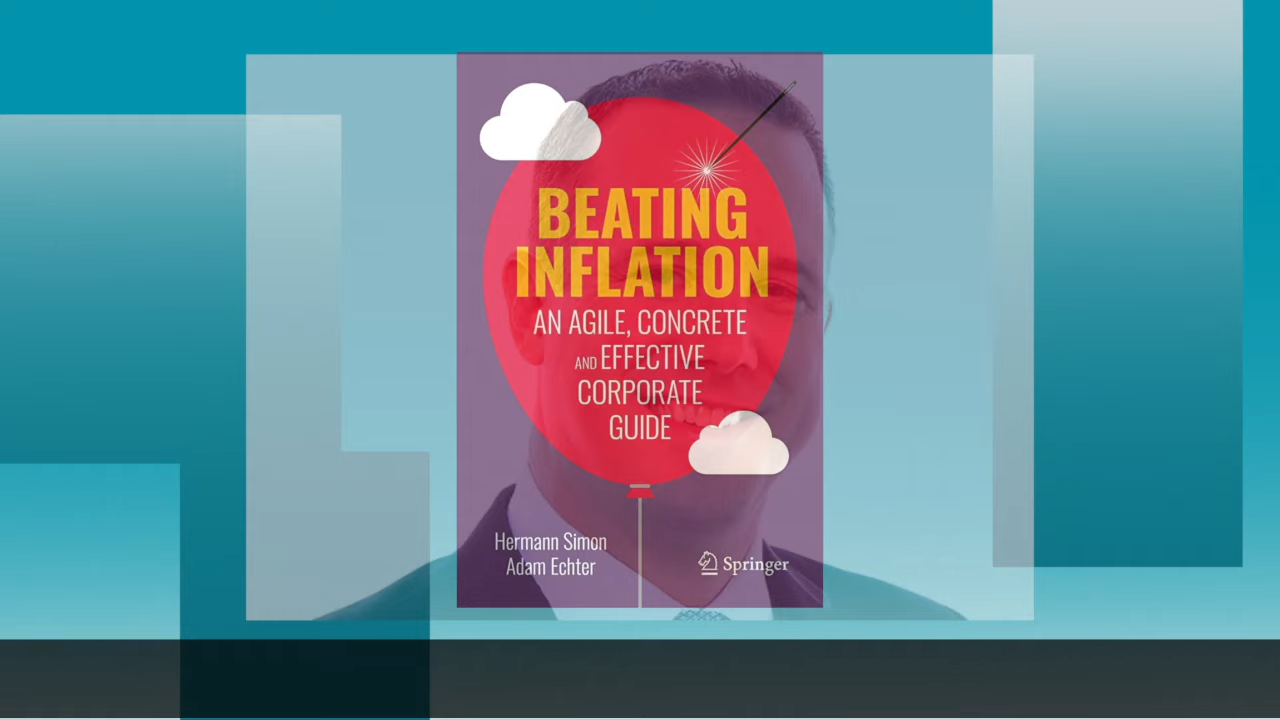 BEATING
INFLATION
AN AGILE, CONCRETE
AND EFFECTIVE
CORPORATE
GUIDE
Hermann Simon
Adam Echter
Springer